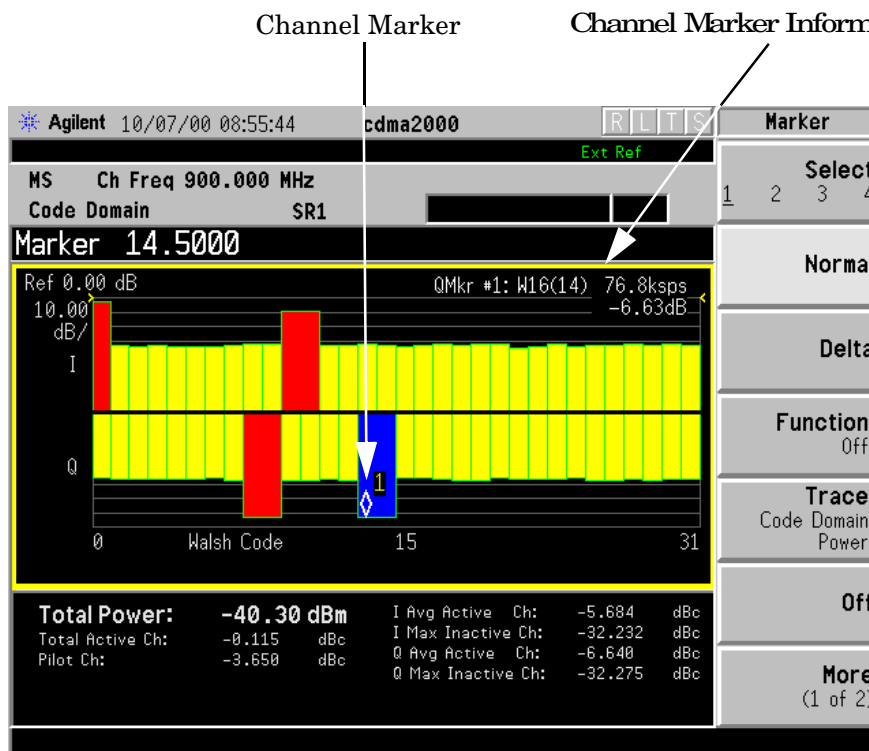 Channel Marker
Channel Marker Inform
Agilent 10/07/00 08:55:44 cdma2000 R L T S Marker
Ext Ref
MS Ch Freq 900.000 MHz
Code Domain SR1
Select
1 2 3 4
Marker 14.5000
Ref 0.00 dB QMkr #1: W16(14) 76.8ksps
-6.63dB
10.00
dB/
I
Q
1
0 Walsh Code 15 31
Normal
Delta
Function
Off
Trace
Code Domain
Power
Off
More
(1 of 2)
Total Power: -40.30 dBm
Total Active Ch: -0.115 dBc
Pilot Ch: -3.650 dBc
I Avg Active Ch: -5.684 dBc
I Max Inactive Ch: -32.232 dBc
Q Avg Active Ch: -6.640 dBc
Q Max Inactive Ch: -32.275 dBc